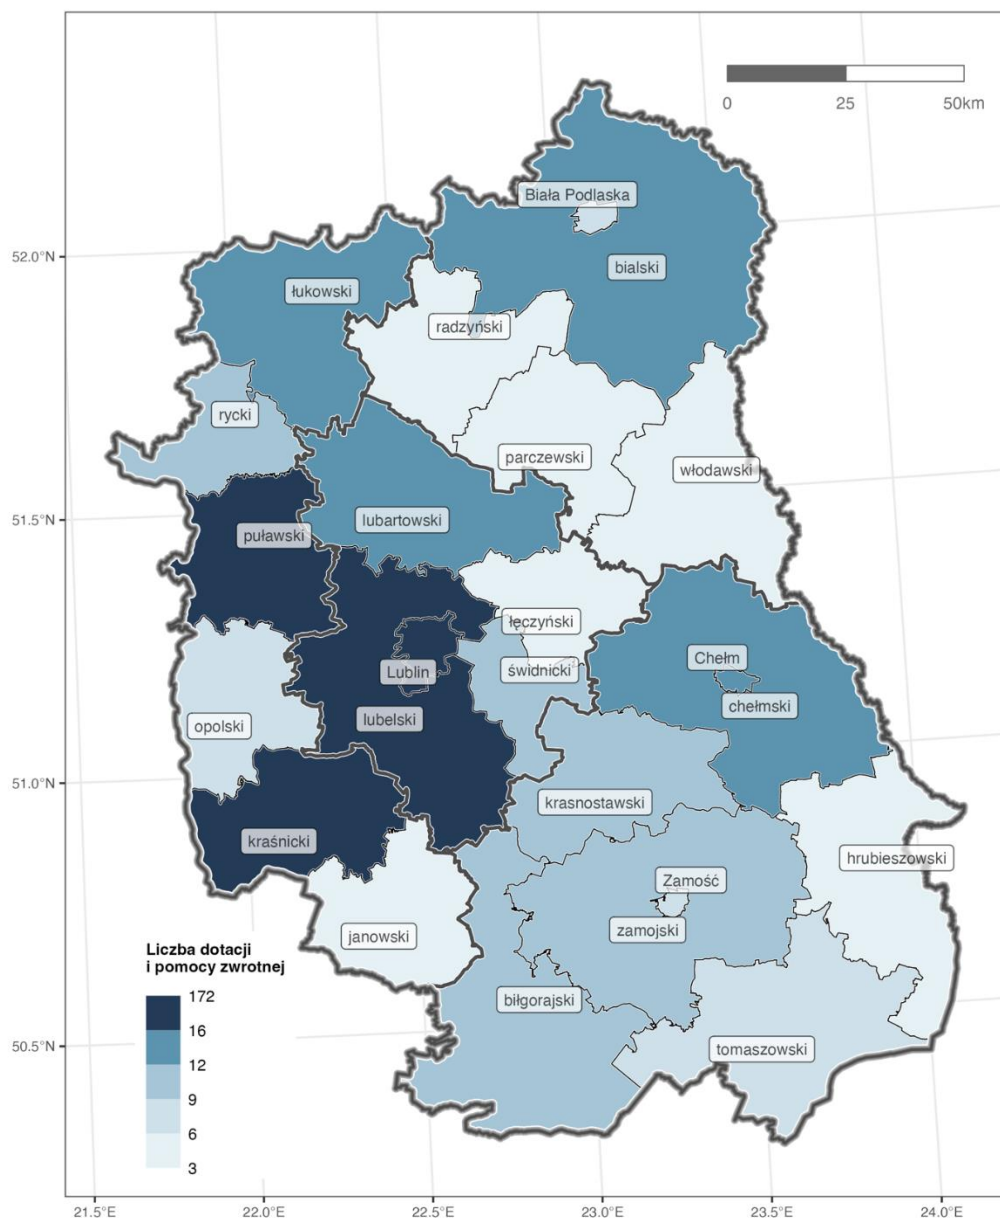 0 25 50km
Biała Podlaska
52.0°N
bialski
łukowski
radzyński
rycki
parczewski
włodawski
51.5°N
lubartowski
puławski
łęczyński
Chełm
Lublin
świdnicki
chełmski
lubelski
opolski
51.0°N
krasnostawski
kraśnicki
hrubieszowski
Zamość
janowski
zamojski
Liczba dotacji
i pomocy zwrotnej
172
16
12
9
6
3
biłgorajski
50.5°N
tomaszowski
21.5°E 22.0°E 22.5°E 23.0°E 23.5°E 24.0°E